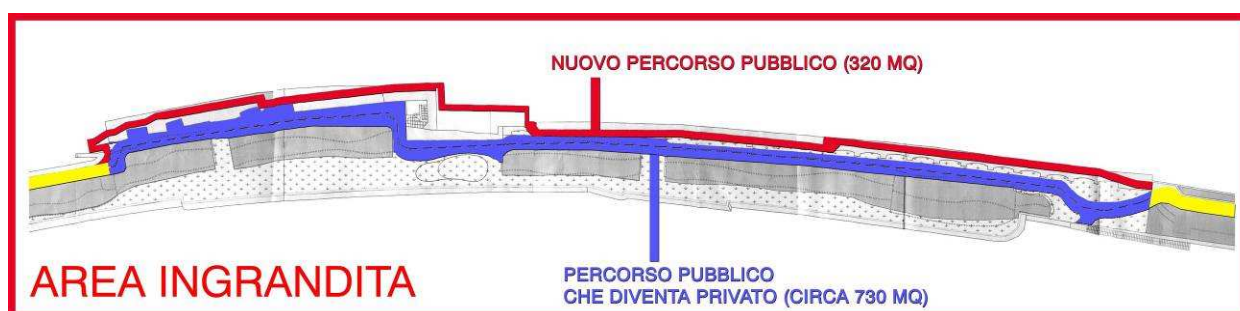 NUOVO PERCORSO PUBBLICO (320 MQ)
PERCORSO PUBBLICO
CHE DIVENTA PRIVATO (CIRCA 730 MQ)
AREA INGRANDITA